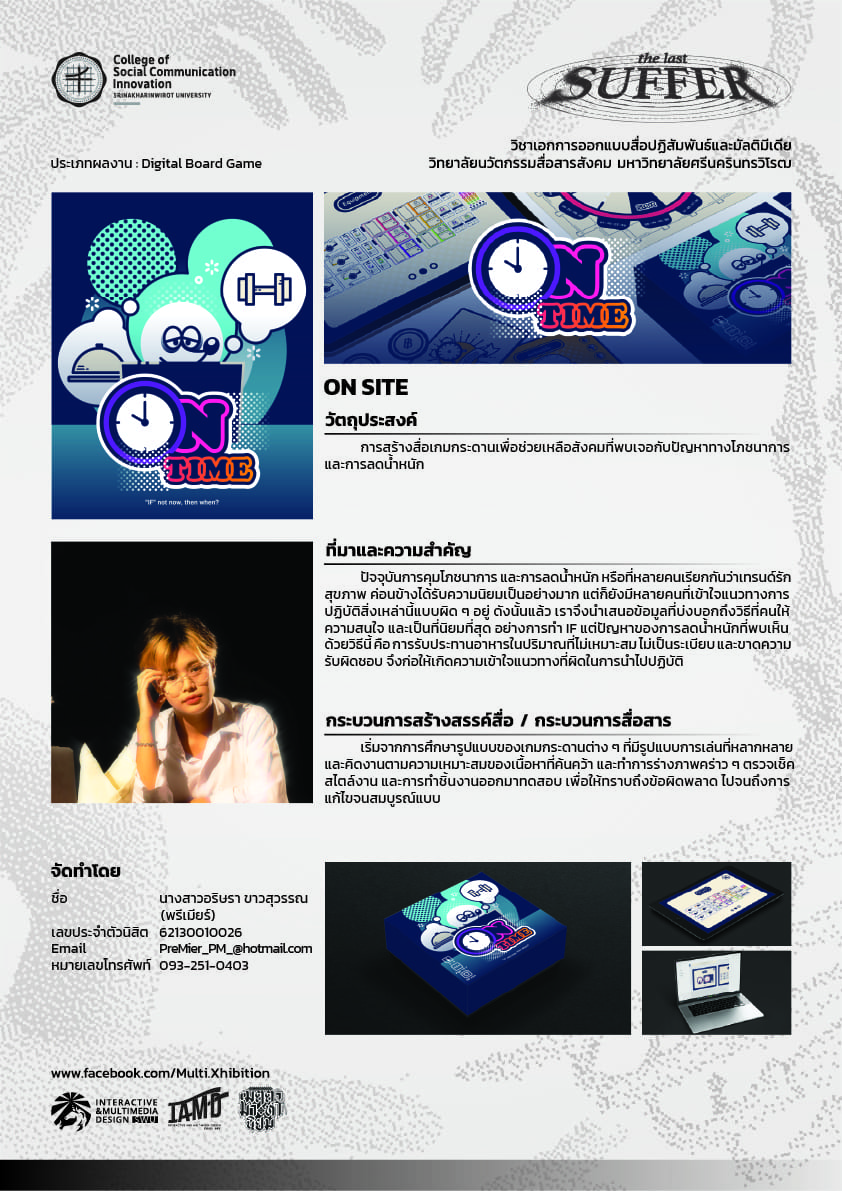 College of
Social Communication
Innovation
SRINAKHARINWIROT UNIVERSITY
the last
SUFFER
วิชาเอกการออกแบบสื่อปฏิสัมพันธ์และมัลติมีเดีย
ประเภทผลงาน : Digital Board Game
วิทยาลัยนวัตกรรมสื่อสารสังคม มหาวิทยาลัยศรีนครินทรวิโรฒ
Equipment
ON
TIME
ON
TIME
"IF" not now, then when?
ON SITE
วัตถุประสงค์
การสร้างสื่อเกมกระดานเพื่อช่วยเหลือสังคมที่พบเจอกับปัญหาทางโภชนาการ
และการลดน้ำหนัก
ที่มาและความสำคัญ
ปัจจุบันการคุมโภชนาการ และการลดน้ำหนัก หรือที่หลายคนเรียกกันว่าเทรนด์รัก
สุขภาพ ค่อนข้างได้รับความนิยมเป็นอย่างมาก แต่ก็ยังมีหลายคนที่เข้าใจแนวทางการ
ปฏิบัติสิ่งเหล่านี้แบบผิด ๆ อยู่ ดังนั้นแล้ว เราจึงนำเสนอข้อมูลที่บ่งบอกถึงวิธีที่คนให้
ความสนใจ และเป็นที่นิยมที่สุด อย่างการทำ IF แต่ปัญหาของการลดน้ำหนักที่พบเห็น
ด้วยวิธีนี้ คือ การรับประทานอาหารในปริมาณที่ไม่เหมาะสม ไม่เป็นระเบียบ และขาดความ
รับผิดชอบ จึงก่อให้เกิดความเข้าใจแนวทางที่ผิดในการนำไปปฏิบัติ
กระบวนการสร้างสรรค์สื่อ / กระบวนการสื่อสาร
เริ่มจากการศึกษารูปแบบของเกมกระดานต่าง ๆ ที่มีรูปแบบการเล่นที่หลากหลาย
และคิดงานตามความเหมาะสมของเนื้อหาที่ค้นคว้า และทำการร่างภาพคร่าว ๆ ตรวจเช็ค
สไตล์งาน และการทำชิ้นงานออกมาทดสอบ เพื่อให้ทราบถึงข้อผิดพลาด ไปจนถึงการ
แก้ไขจนสมบูรณ์แบบ
จัดทำโดย
ชื่อ นางสาวอริษรา ขาวสุวรรณ
(พรีเมียร์)
เลขประจำตัวนิสิต 62130010026
Email PreMier_PM_@hotmail.com
หมายเลขโทรศัพท์ 093-251-0403
ON
TIME
www.facebook.com/Multi.Xhibition
INTERACTIVE
&MULTIMEDIA
DESIGN SWU
IAMD